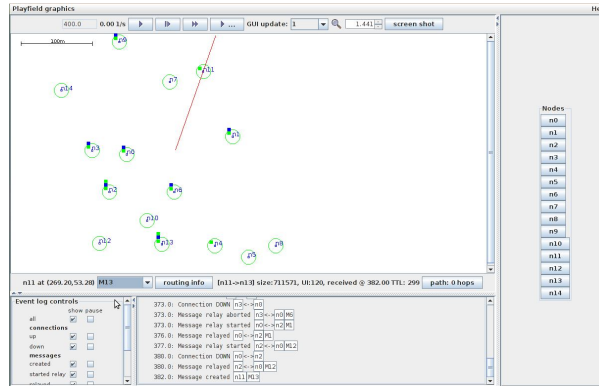 Playfield graphics
He
400.0 0.00 1/s ... GUI update: 1 1.441 screen shot
100m
n9
n11
n7
n14
n1
n3
n0
n2
n6
n10
n12
n13
n4
n8
n5
Nodes
n0
n1
n2
n3
n4
n5
n6
n7
n8
n9
n10
n11
n12
n13
n14
n11 at (269.20,53.28) M13 routing info [n11->n13] size:711571, UI:120, received @ 382.00 TTL: 299 path: 0 hops
Event log controls
show pause
all
connections
up
down
messages
created
started relay
relayed
373.0: Connection DOWN n3<->n0
373.0: Message relay aborted n3<->n0 M6
373.0: Message relay started n0<->n2 M1
376.0: Message relayed n0<->n2 M1
377.0: Message relay started n2<->n0 M12
380.0: Connection DOWN n0<->n2
380.0: Message relayed n2<->n0 M12
382.0: Message created n11 M13